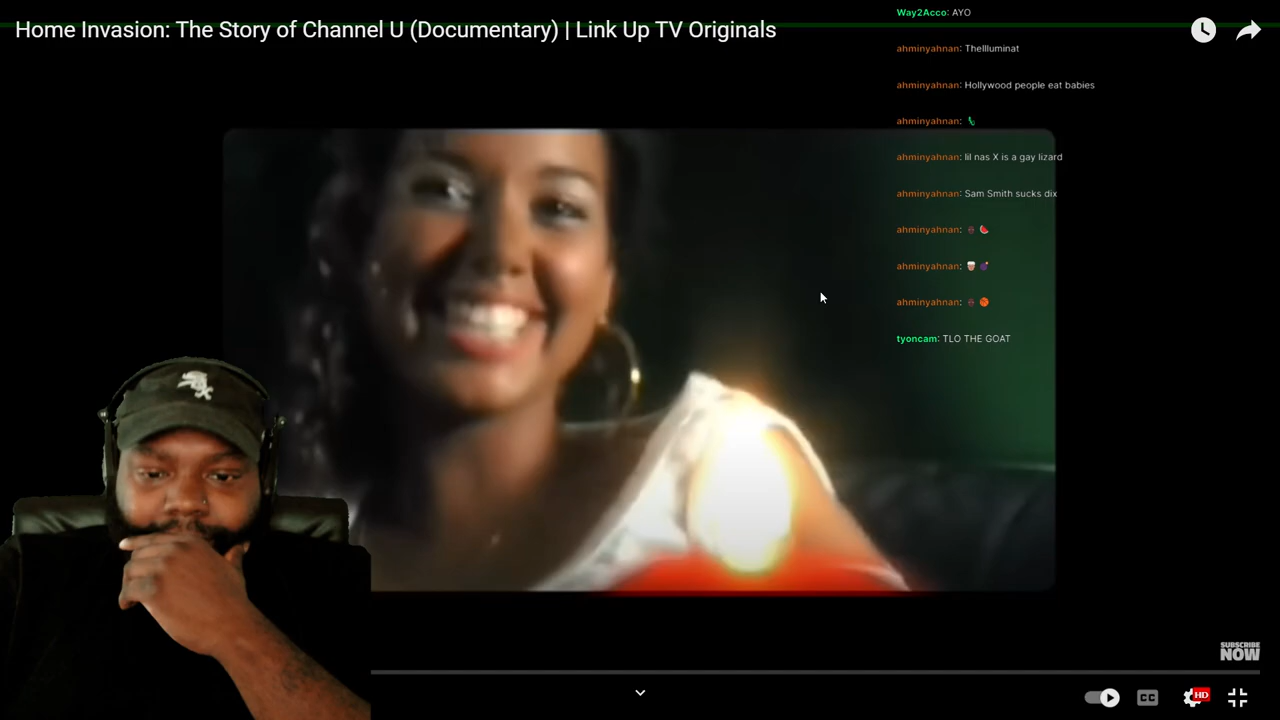 Home Invasion: The Story of Channel U (Documentary) | Link Up TV Originals
Way2Acco: AYO
ahminyahnan: TheIlluminat
ahminyahnan: Hollywood people eat babies
ahminyahnan:
ahminyahnan: lil nas X is a gay lizard
ahminyahnan: Sam Smith sucks dix
ahminyahnan:
ahminyahnan:
ahminyahnan:
tyoncam: TLO THE GOAT
SOX
SUBSCRIBE
NOW
CC
HD